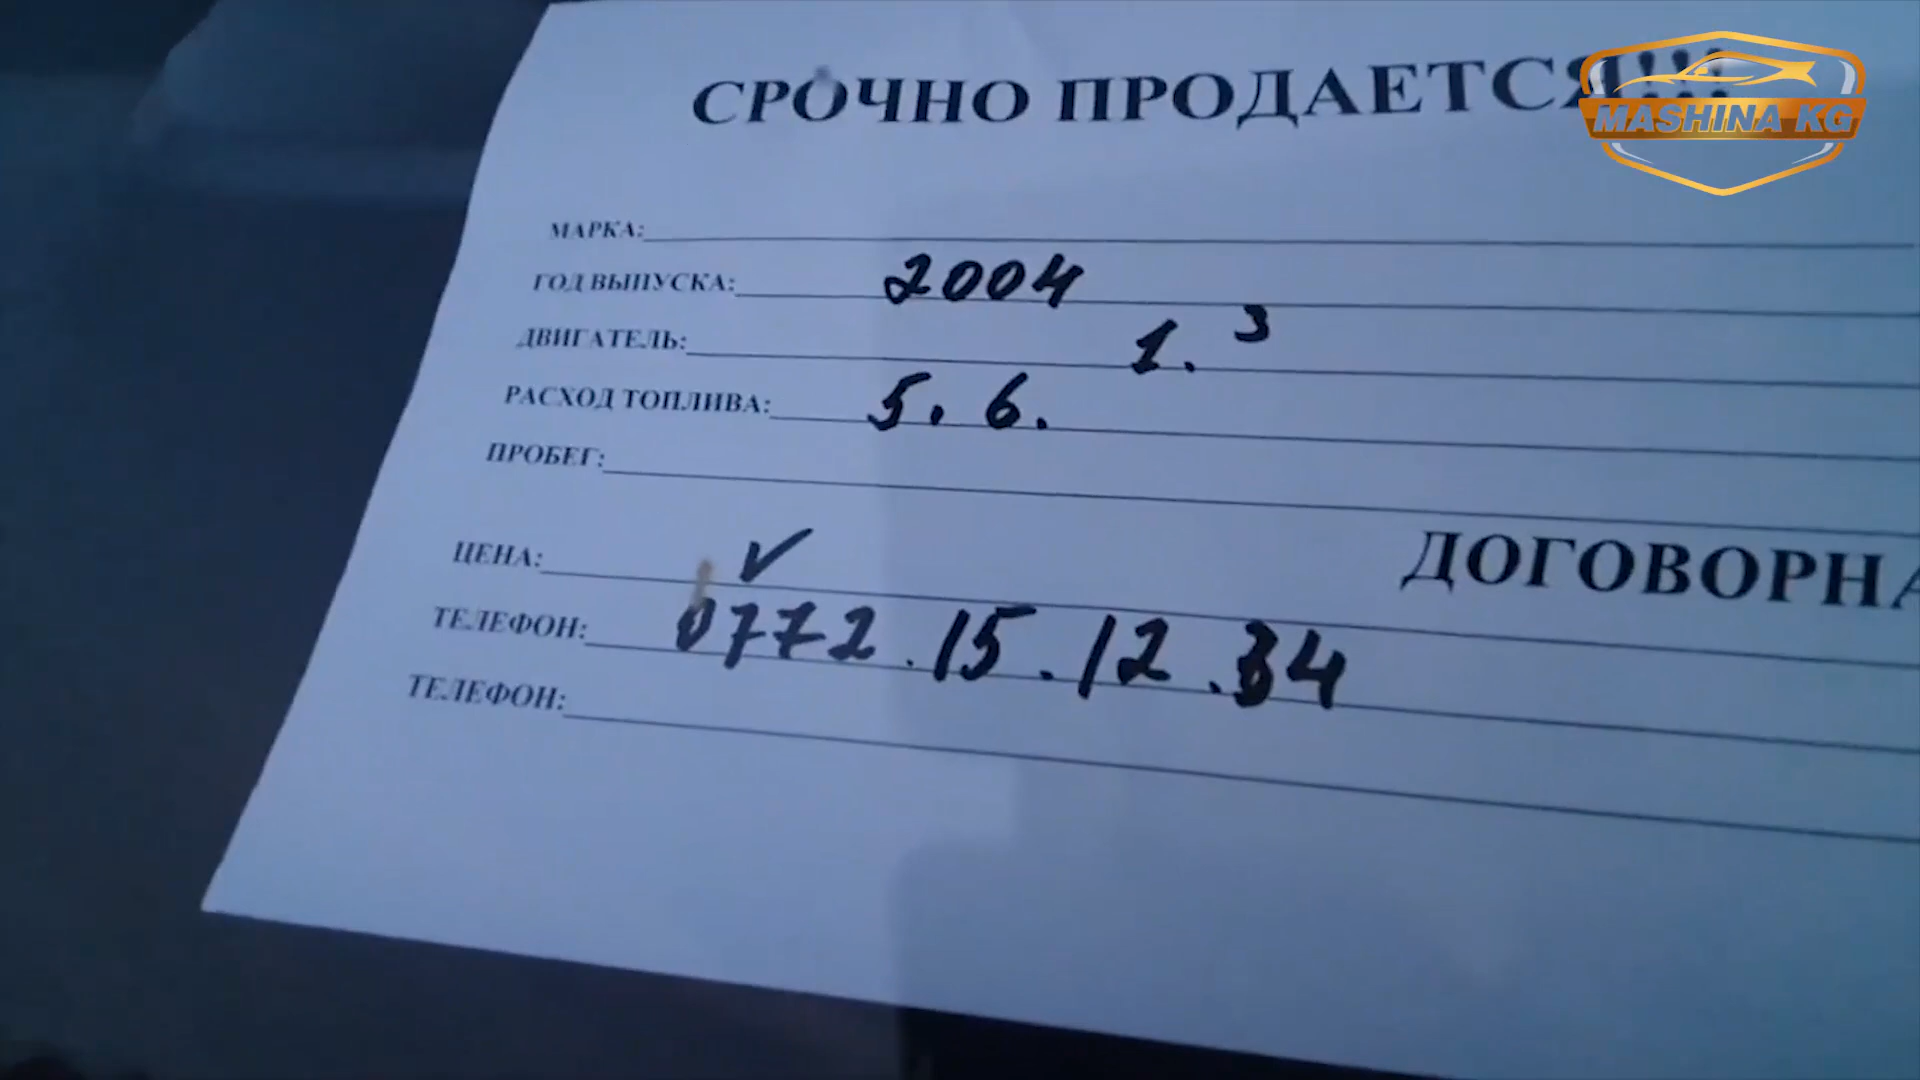 СРОЧНО ПРОДАЕТСЯ!!!
MASHINA KG
МАРКА:
ГОД ВЫПУСКА: 2004
ДВИГАТЕЛЬ: 1.3
РАСХОД ТОПЛИВА: 5.6.
ПРОБЕГ:
ЦЕНА: ДОГОВОРНА
ТЕЛЕФОН: 0772.15.12.34
ТЕЛЕФОН: